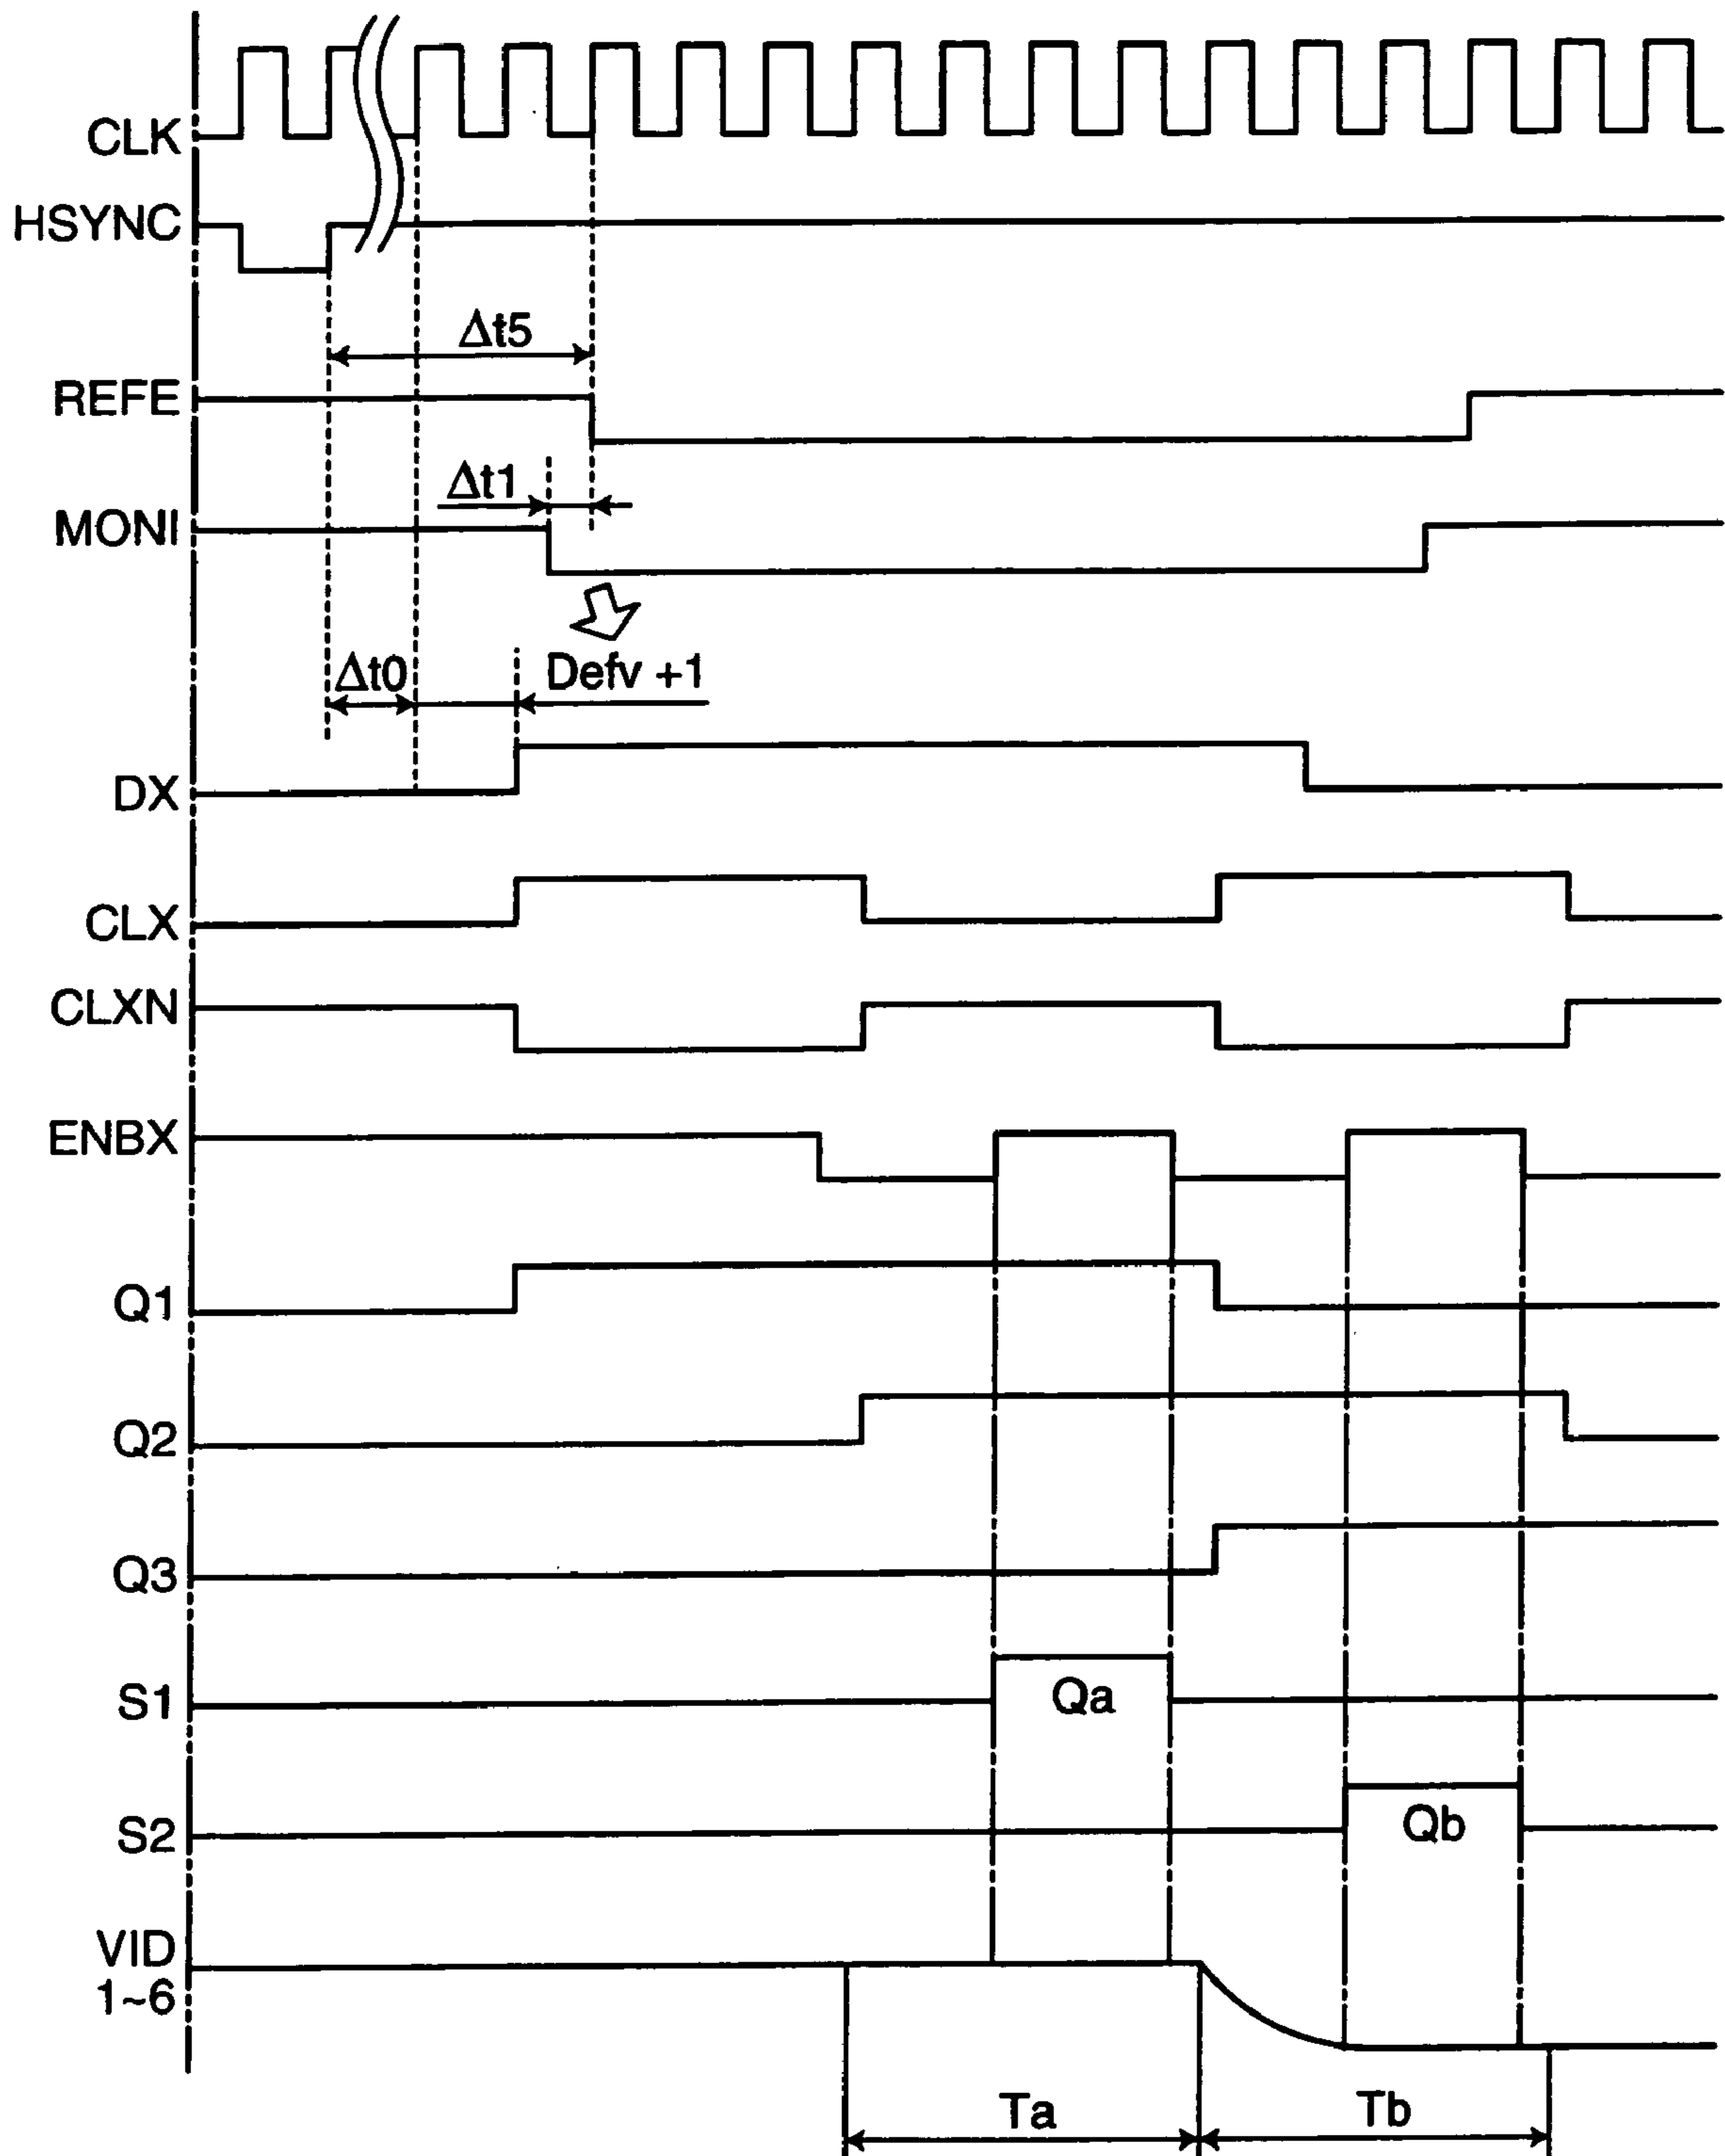 CLK
HSYNC
Δt5
REFE
Δt1
MONI
Δt0
Defv +1
DX
CLX
CLXN
ENBX
Q1
Q2
Q3
S1
Qa
S2
Qb
VID
1~6
Ta
Tb